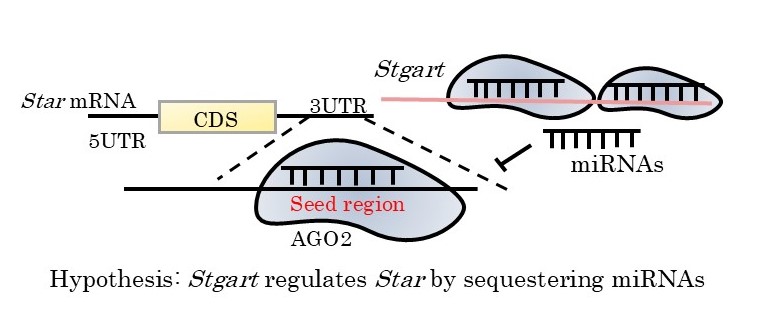 Stgart
Star mRNA
3UTR
CDS
5UTR
miRNAs
Seed region
AGO2
Hypothesis: Stgart regulates Star by sequestering miRNAs